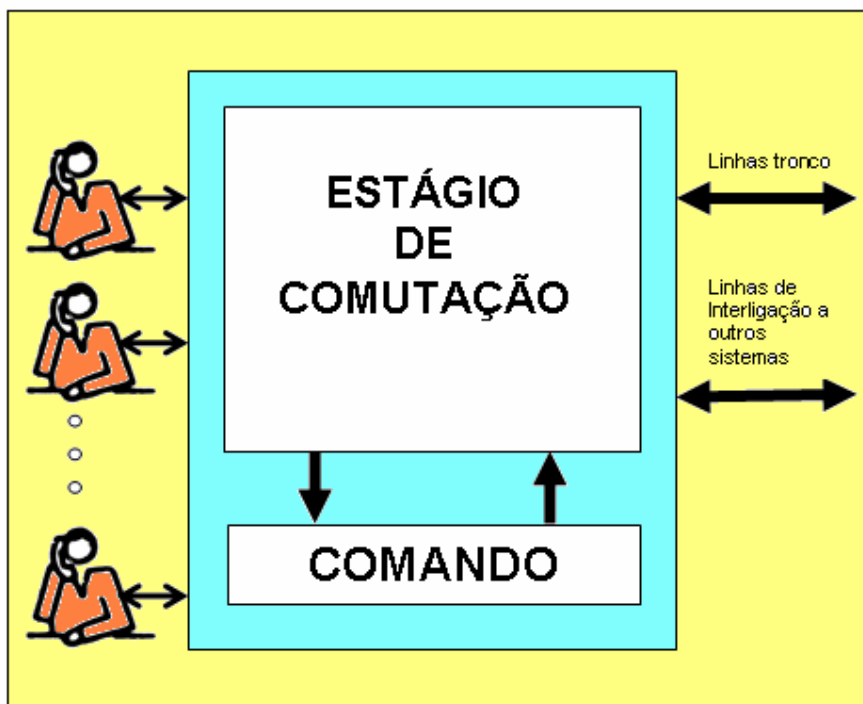 ESTÁGIO
DE
COMUTAÇÃO
COMANDO
Linhas tronco
Linhas de
Interligação a
outros
sistemas